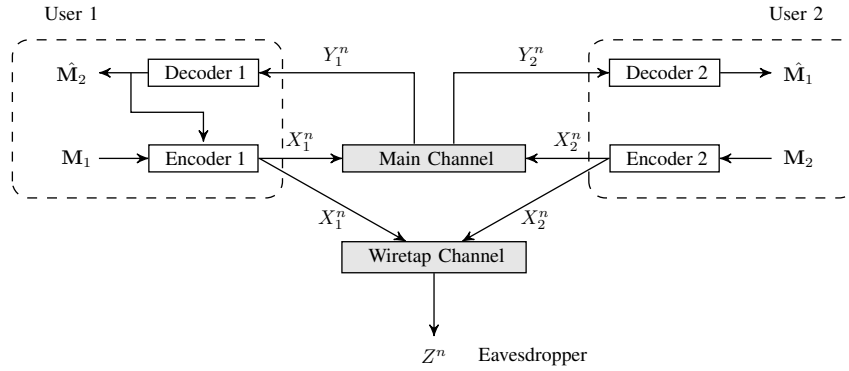 User 1
User 2
Y₁ⁿ
Y₂ⁿ
M̂₂
Decoder 1
Decoder 2
M̂₁
M₁
Encoder 1
X₁ⁿ
Main Channel
X₂ⁿ
Encoder 2
M₂
X₁ⁿ
X₂ⁿ
Wiretap Channel
Zⁿ
Eavesdropper